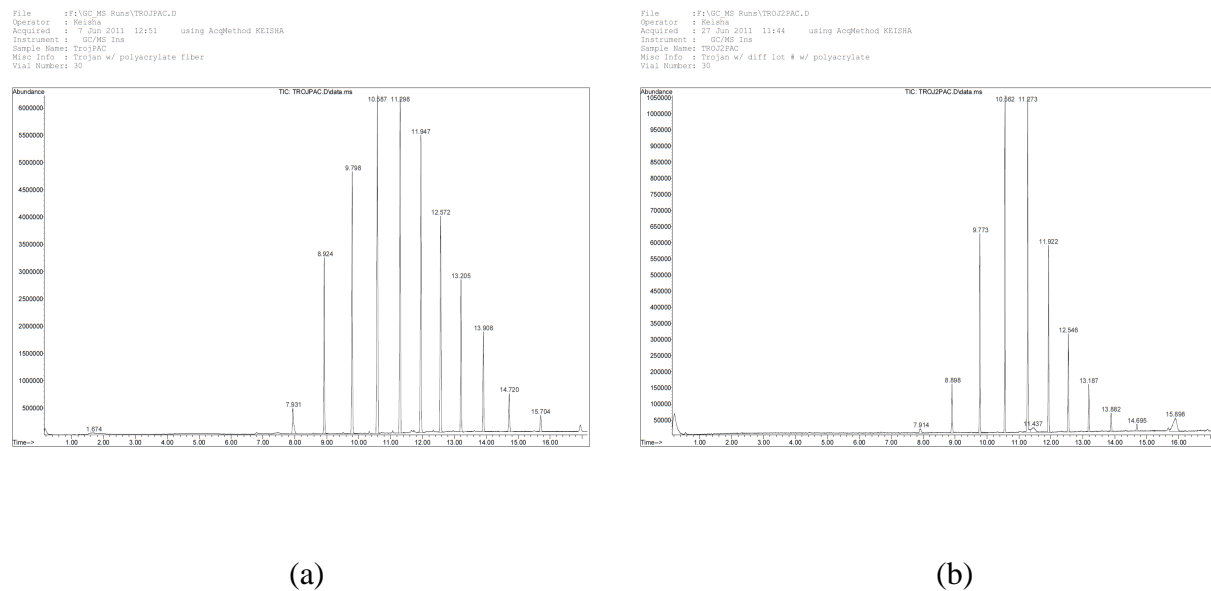 File :F:\GC_MS Runs\TROJPAC.D
Operator : Keisha
Acquired : 7 Jun 2011 12:51 using AcqMethod KEISHA
Instrument : GC/MS Ins
Sample Name: TrojPAC
Misc Info : Trojan w/ polyacrylate fiber
Vial Number: 30
Abundance
TIC: TROJPAC.D\data.ms
6000000
5500000
5000000
4500000
4000000
3500000
3000000
2500000
2000000
1500000
1000000
500000
1.674
7.931
8.924
9.798
10.587 11.298
11.947
12.572
13.205
13.908
14.720
15.704
Time-->
1.00 2.00 3.00 4.00 5.00 6.00 7.00 8.00 9.00 10.00 11.00 12.00 13.00 14.00 15.00 16.00
(a)
File :F:\GC_MS Runs\TROJ2PAC.D
Operator : Keisha
Acquired : 27 Jun 2011 11:44 using AcqMethod KEISHA
Instrument : GC/MS Ins
Sample Name: TROJ2PAC
Misc Info : Trojan w/ diff lot # w/ polyacrylate
Vial Number: 30
Abundance
TIC: TROJ2PAC.D\data.ms
1050000
1000000
950000
900000
850000
800000
750000
700000
650000
600000
550000
500000
450000
400000
350000
300000
250000
200000
150000
100000
50000
7.914
8.898
9.773
10.562 11.273
11.437
11.922
12.546
13.187
13.882
14.695
15.898
Time-->
1.00 2.00 3.00 4.00 5.00 6.00 7.00 8.00 9.00 10.00 11.00 12.00 13.00 14.00 15.00 16.00
(b)